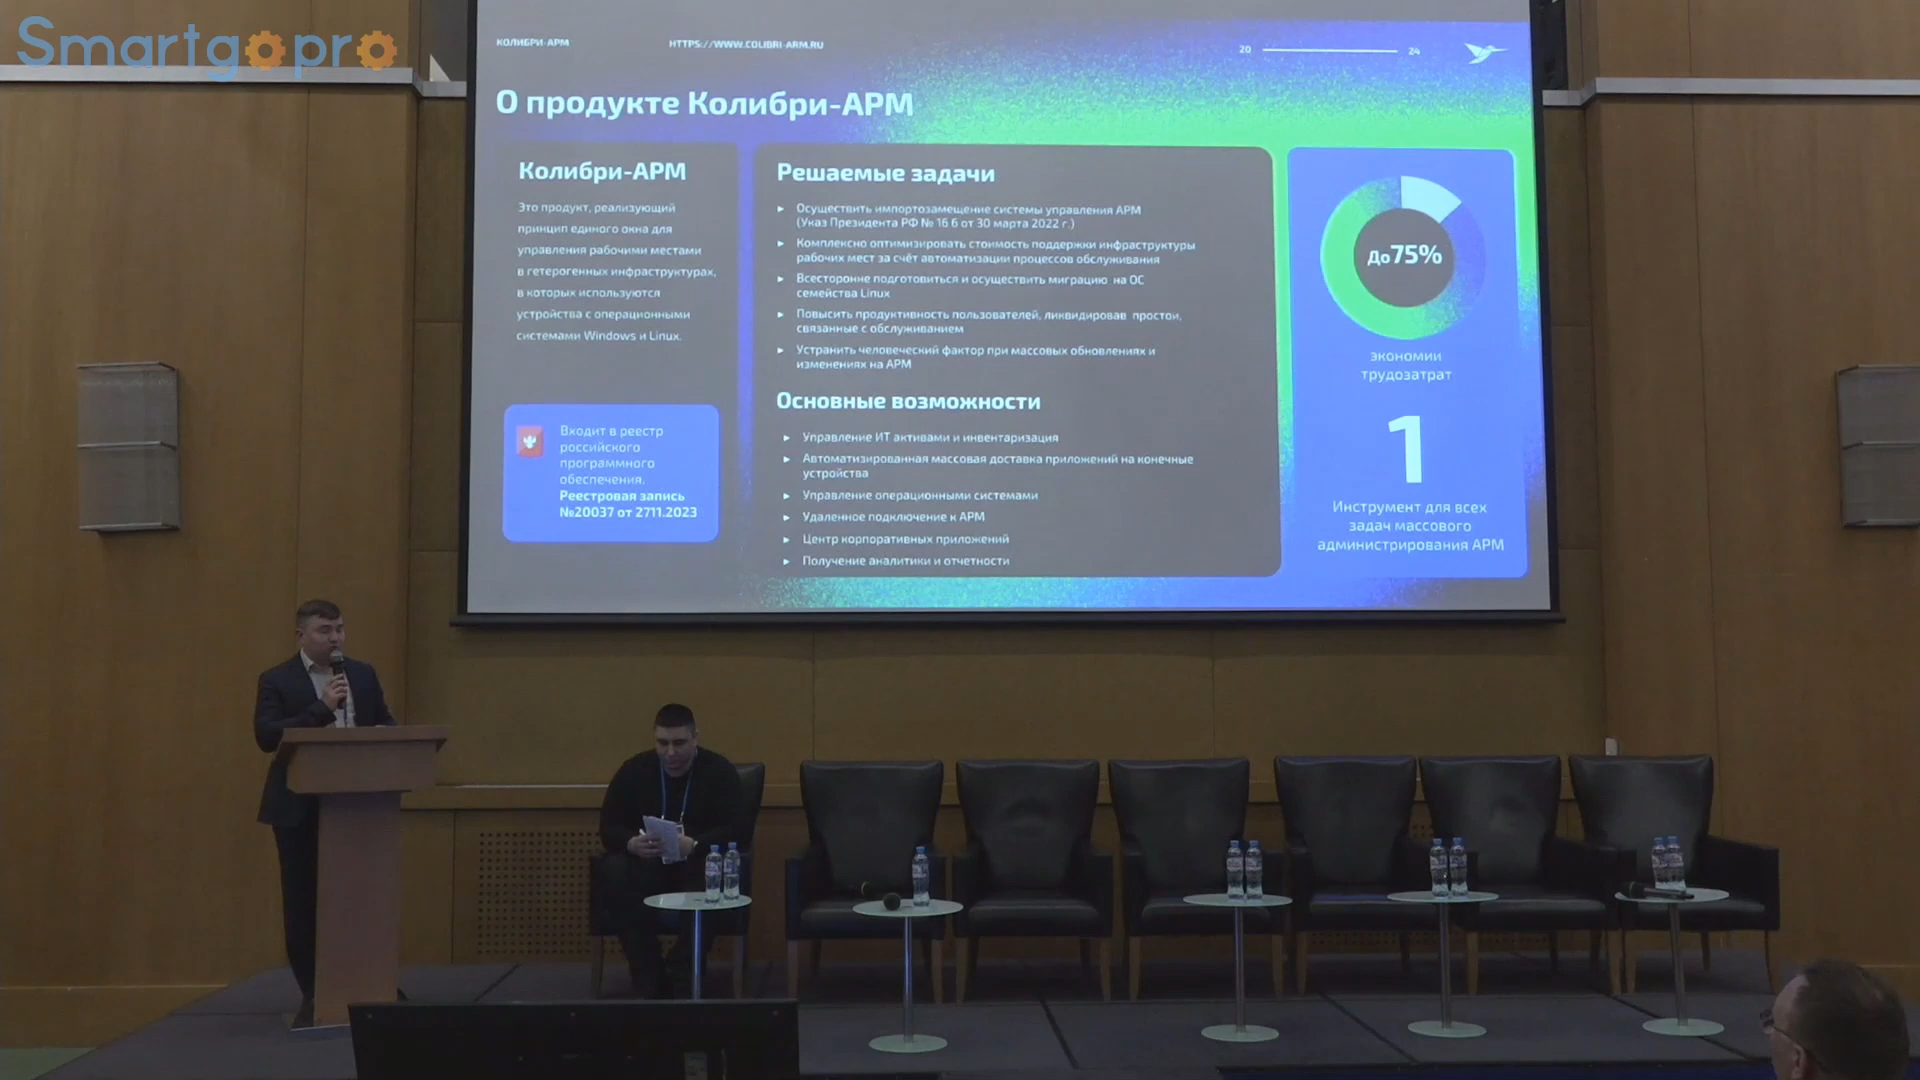 Smartgopro
КОЛИБРИ-АРМ
HTTPS://WWW.COLIBRI-ARM.RU
20
24
О продукте Колибри-АРМ
Колибри-АРМ
Это продукт, реализующий
принцип единого окна для
управления рабочими местами
в гетерогенных инфраструктурах,
в которых используются
устройства с операционными
системами Windows и Linux.
Входит в реестр
российского
программного
обеспечения.
Реестровая запись
№20037 от 27.11.2023
Решаемые задачи
▸ Осуществить импортозамещение системы управления АРМ
(Указ Президента РФ № 16 6 от 30 марта 2022 г.)
▸ Комплексно оптимизировать стоимость поддержки инфраструктуры
рабочих мест за счёт автоматизации процессов обслуживания
▸ Всесторонне подготовиться и осуществить миграцию на ОС
семейства Linux
▸ Повысить продуктивность пользователей, ликвидировав простои,
связанные с обслуживанием
▸ Устранить человеческий фактор при массовых обновлениях и
изменениях на АРМ
Основные возможности
▸ Управление ИТ активами и инвентаризация
▸ Автоматизированная массовая доставка приложений на конечные
устройства
▸ Управление операционными системами
▸ Удаленное подключение к АРМ
▸ Центр корпоративных приложений
▸ Получение аналитики и отчетности
До75%
экономии
трудозатрат
1
Инструмент для всех
задач массового
администрирования АРМ